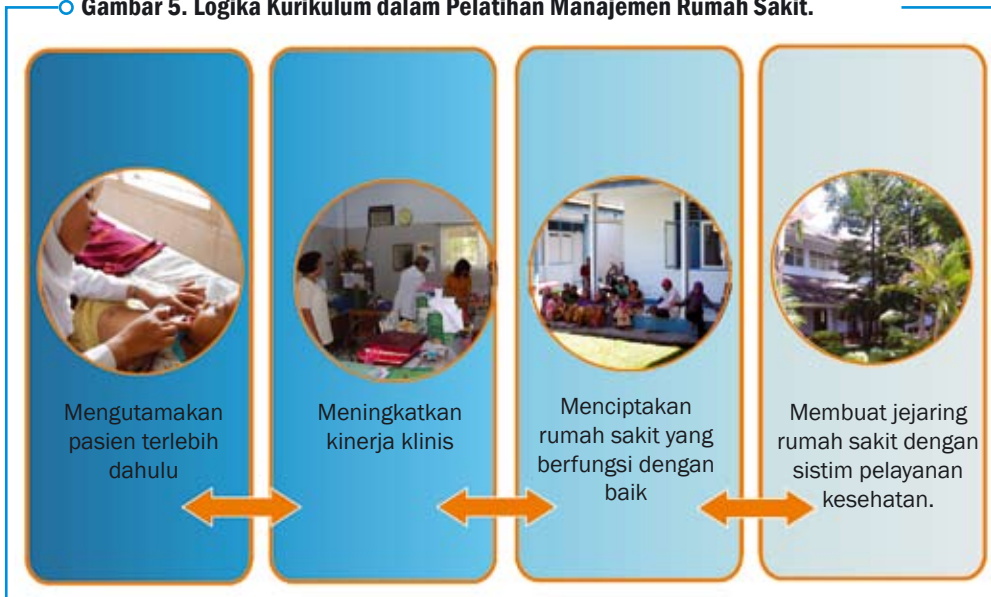 Gambar 5. Logika Kurikulum dalam Pelatihan Manajemen Rumah Sakit.
Mengutamakan
pasien terlebih
dahulu
Meningkatkan
kinerja klinis
Menciptakan
rumah sakit yang
berfungsi dengan
baik
Membuat jejaring
rumah sakit dengan
sistim pelayanan
kesehatan.